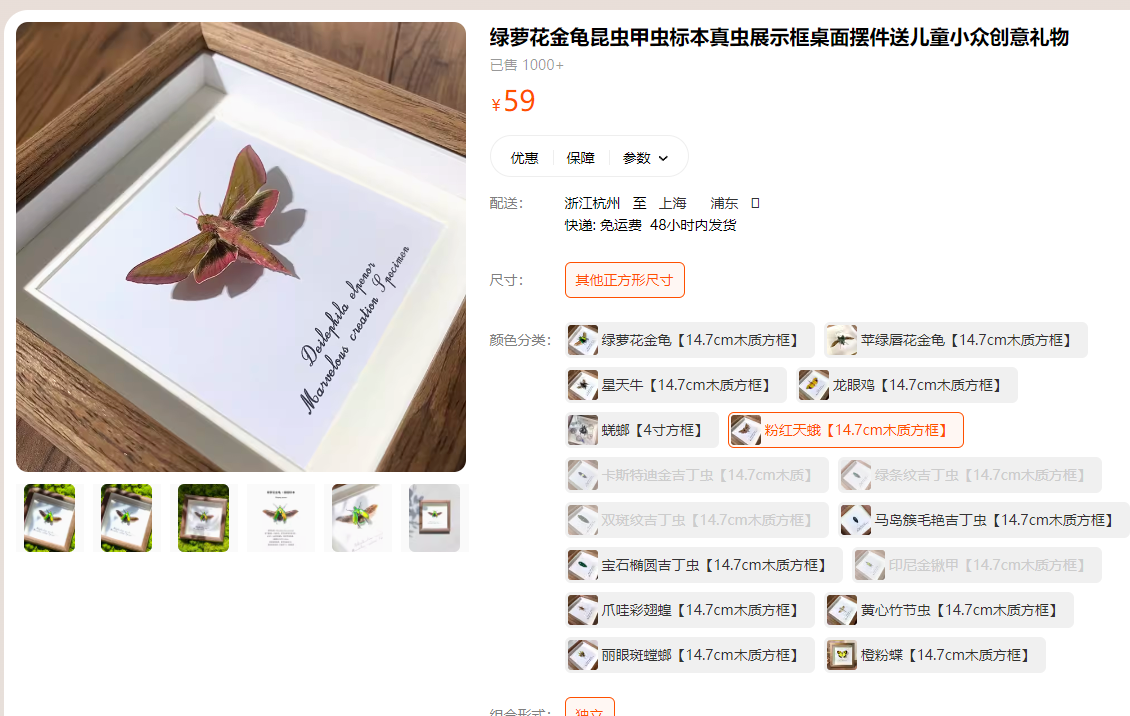 绿萝花金龟昆虫甲虫标本真虫展示框桌面摆件送儿童小众创意礼物
已售 1000+
¥59
优惠 保障 参数
配送: 浙江杭州 至 上海 浦东
快递: 免运费 48小时内发货
尺寸: 其他正方形尺寸
颜色分类: 绿萝花金龟【14.7cm木质方框】 苹绿唇花金龟【14.7cm木质方框】
星天牛【14.7cm木质方框】 龙眼鸡【14.7cm木质方框】
蜣螂【4寸方框】 粉红天蛾【14.7cm木质方框】
卡斯特迪金吉丁虫【14.7cm木质】 绿条纹吉丁虫【14.7cm木质方框】
双斑纹吉丁虫【14.7cm木质方框】 马岛簇毛艳吉丁虫【14.7cm木质方框】
宝石椭圆吉丁虫【14.7cm木质方框】 印尼金锹甲【14.7cm木质方框】
爪哇彩翅蝗【14.7cm木质方框】 黄心竹节虫【14.7cm木质方框】
丽眼斑螳螂【14.7cm木质方框】 橙粉蝶【14.7cm木质方框】
组合形式: 独立
Deilephila elpenor
Marvelous creation Specimen